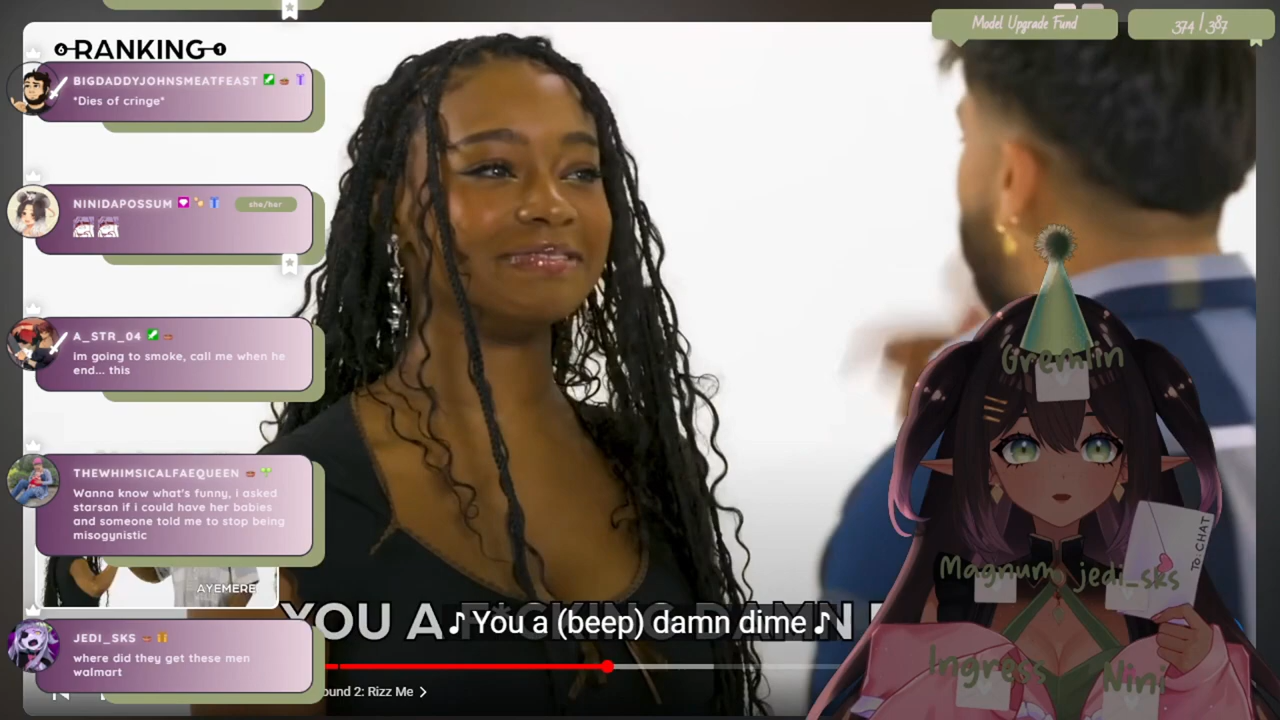 Model Upgrade Fund
374 / 387
6 RANKING 1
BIGDADDYJOHNSMEATFEAST
*Dies of cringe*
NINIDAPOSSUM
she/her
A_STR_04
im going to smoke, call me when he
end... this
THEWHIMSICALFAEQUEEN
Wanna know what's funny, i asked
starsan if i could have her babies
and someone told me to stop being
misogynistic
AYEMERE
JEDI_SKS
where did they get these men
walmart
YOU A F*CKING DAMN
♪ You a (beep) damn dime ♪
ound 2: Rizz Me
Gremlin
TO: CHAT
Magnum
jedi_sks
Ingress
Nini